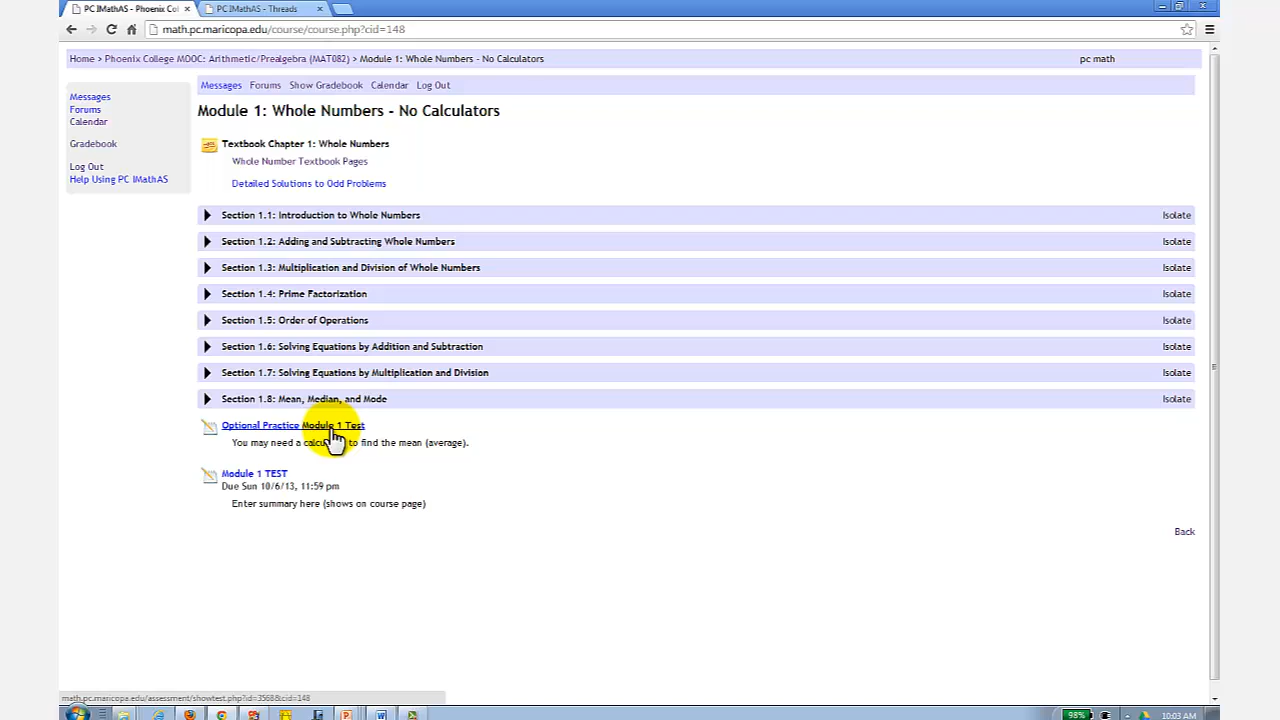 PC IMathAS - Phoenix Col
PC IMathAS - Threads
math.pc.maricopa.edu/course/course.php?cid=148
Home > Phoenix College MOOC: Arithmetic/Prealgebra (MAT082) > Module 1: Whole Numbers - No Calculators
pc math
Messages
Forums
Calendar
Gradebook
Log Out
Help Using PC IMathAS
Messages Forums Show Gradebook Calendar Log Out
Module 1: Whole Numbers - No Calculators
Textbook Chapter 1: Whole Numbers
Whole Number Textbook Pages
Detailed Solutions to Odd Problems
Section 1.1: Introduction to Whole Numbers Isolate
Section 1.2: Adding and Subtracting Whole Numbers Isolate
Section 1.3: Multiplication and Division of Whole Numbers Isolate
Section 1.4: Prime Factorization Isolate
Section 1.5: Order of Operations Isolate
Section 1.6: Solving Equations by Addition and Subtraction Isolate
Section 1.7: Solving Equations by Multiplication and Division Isolate
Section 1.8: Mean, Median, and Mode Isolate
Optional Practice Module 1 Test
You may need a calcu to find the mean (average).
Module 1 TEST
Due Sun 10/6/13, 11:59 pm
Enter summary here (shows on course page)
Back
math.pc.maricopa.edu/assessment/showtest.php?id=3568&cid=148
98%
10:03 AM